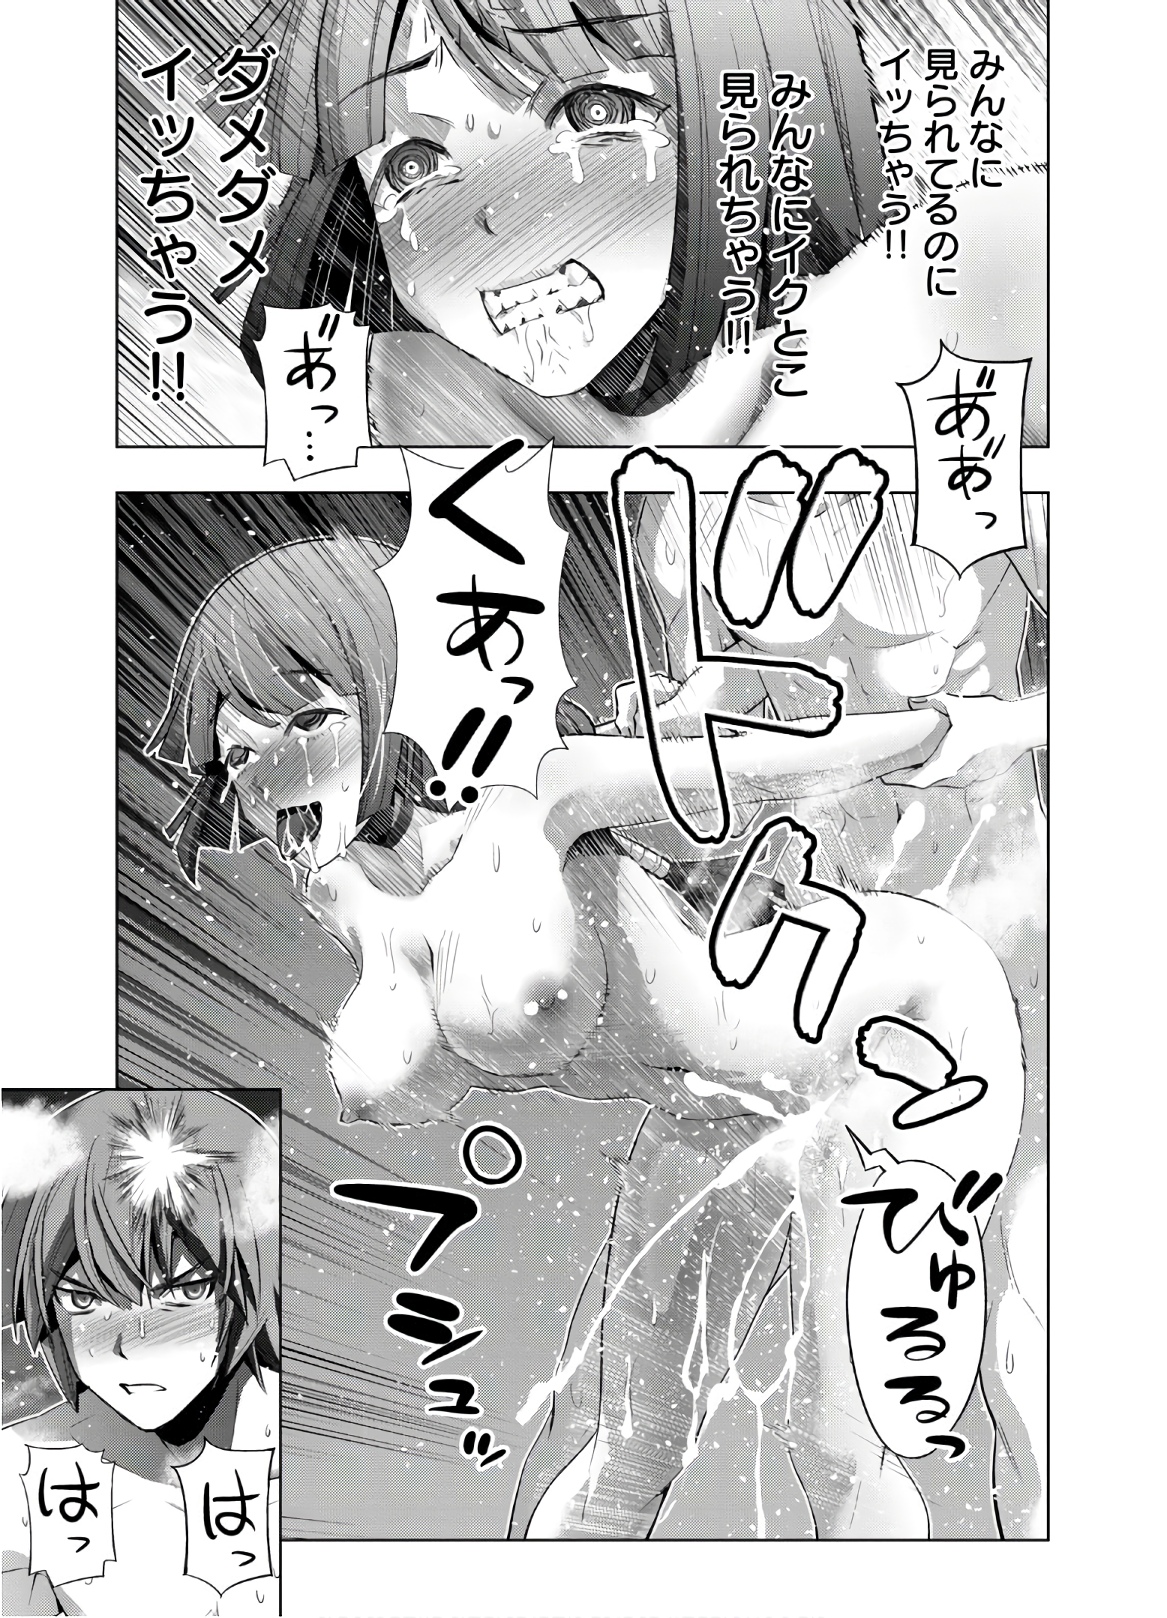 みんなに
見られてるのに
イッちゃう!!
みんなにイクとこ
見られちゃう!!
ダメダメ
イッちゃう!!
あ゛あ゛っ
あ゛っ…
くあっ!!
ドドクン
びゅるるるっ
プシュッ
はっ
はっ